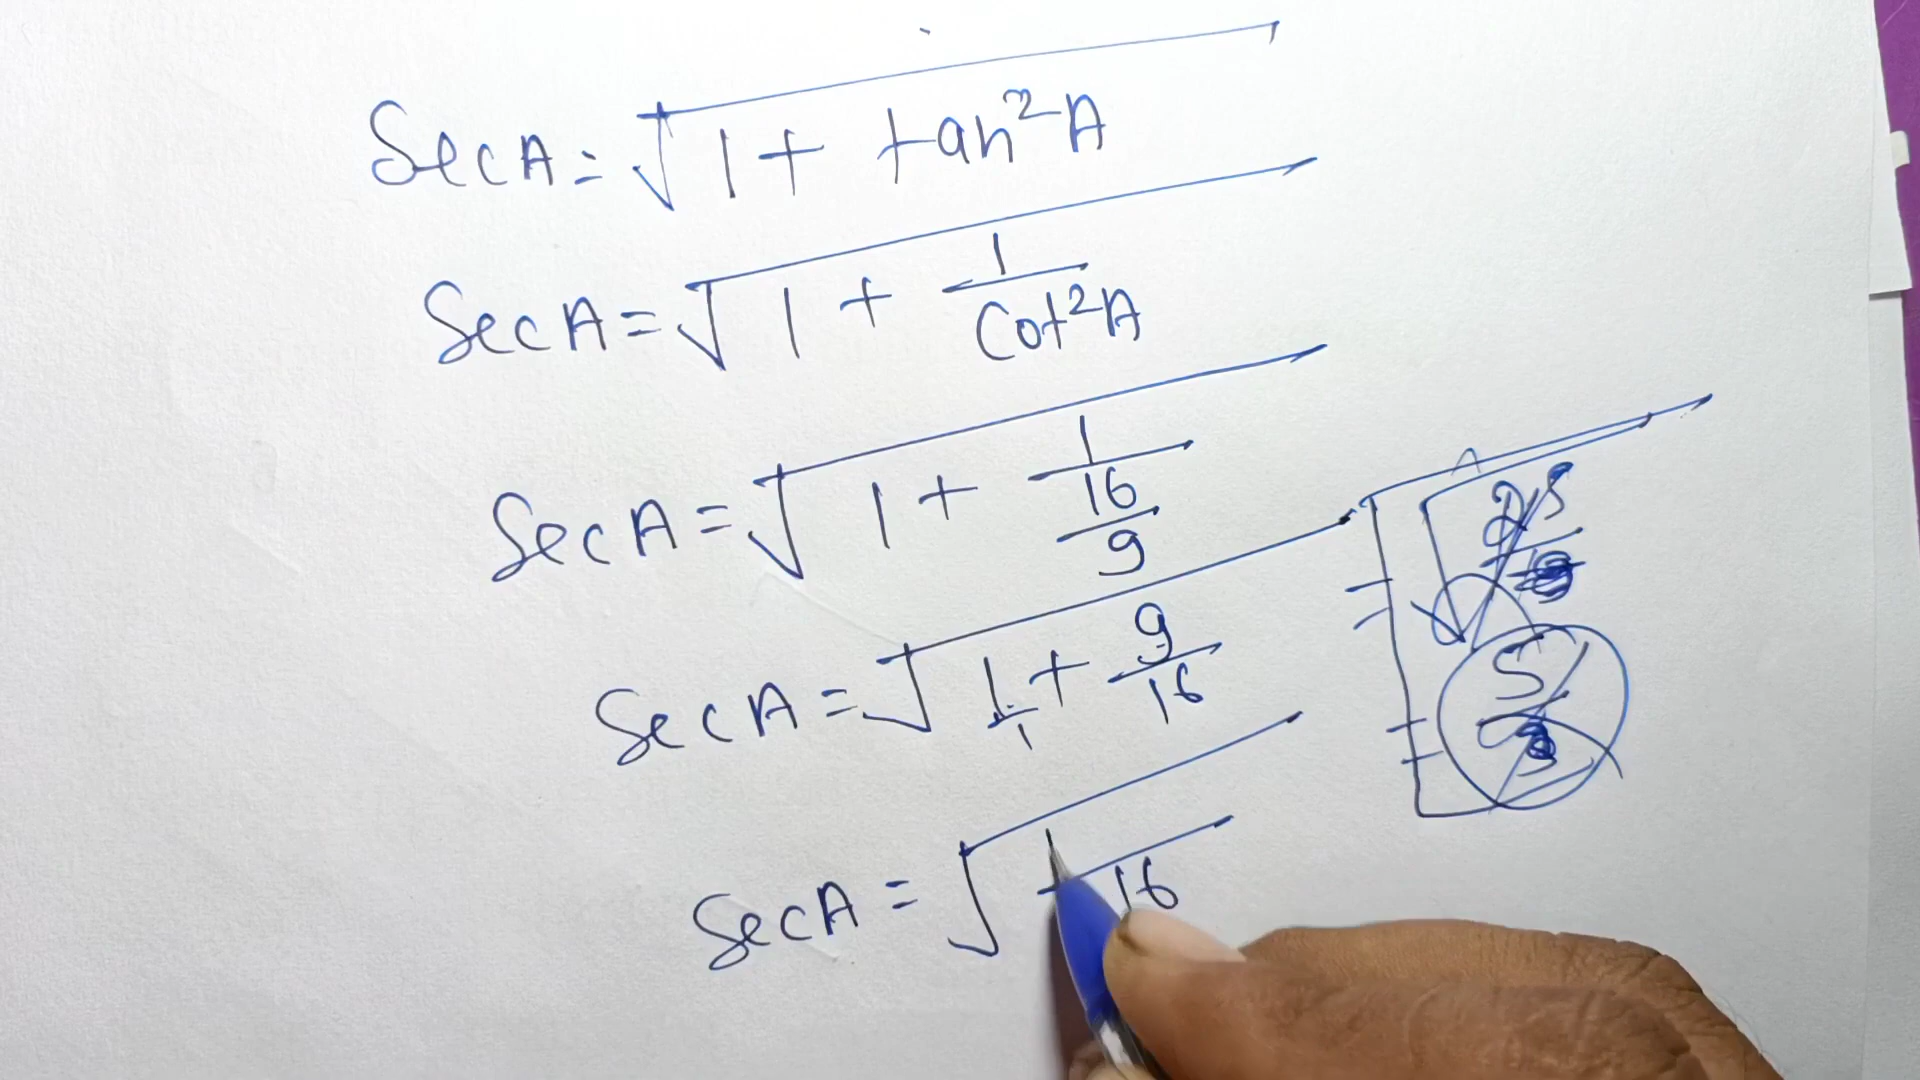 SecA = √1 + tan²A
SecA = √1 + 1/Cot²A
SecA = √1 + 1/16/9
SecA = √1/1 + 9/16
SecA = √1/16